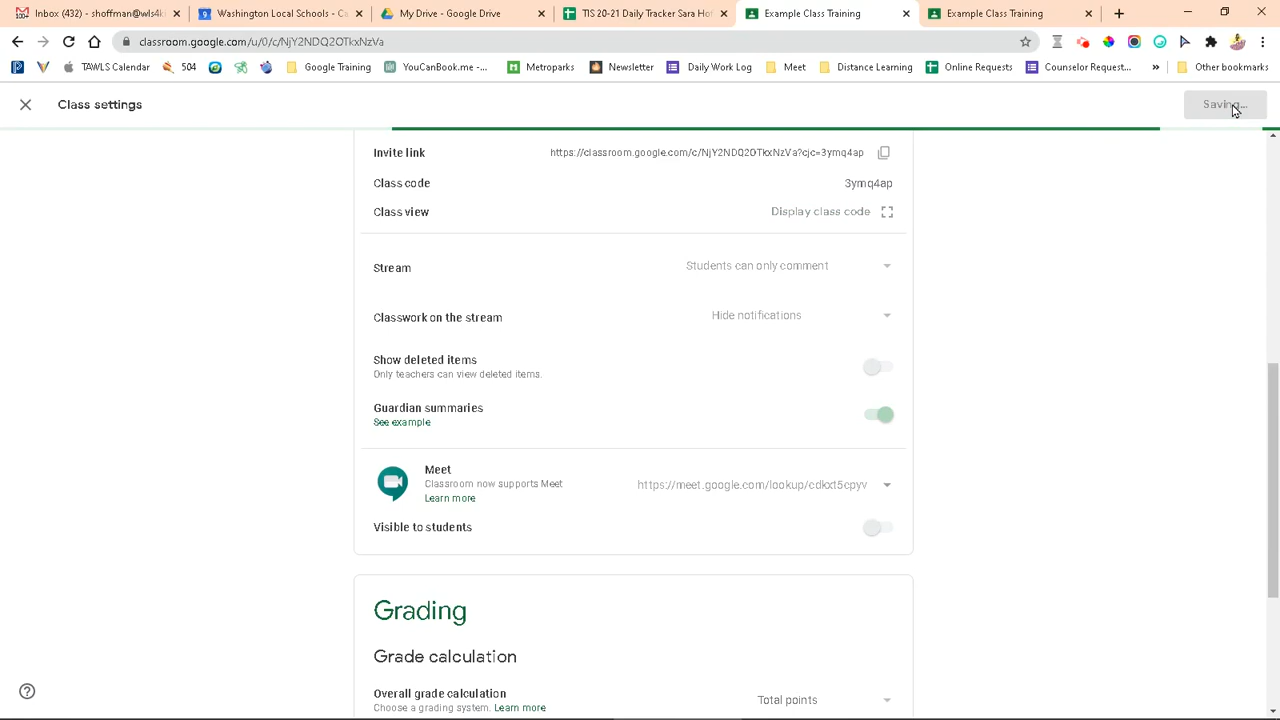 Inbox (432) - shoffman@wls4k
Washington Local Schools - C
My Drive - Google Drive
TIS 20-21 Daily Tracker Sara Hof
Example Class Training
Example Class Training
classroom.google.com/u/0/c/NjY2NDQ2OTkxNzVa
TAWLS Calendar
504
Google Training
YouCanBook.me -...
Metroparks
Newsletter
Daily Work Log
Meet
Distance Learning
Online Requests
Counselor Request...
»
Other bookmarks
Class settings
Saving...
Invite link
https://classroom.google.com/c/NjY2NDQ2OTkxNzVa?cjc=3ymq4ap
Class code
3ymq4ap
Class view
Display class code
Stream
Students can only comment
Classwork on the stream
Hide notifications
Show deleted items
Only teachers can view deleted items.
Guardian summaries
See example
Meet
Classroom now supports Meet
https://meet.google.com/lookup/cdkxt5cpyv
Learn more
Visible to students
Grading
Grade calculation
Overall grade calculation
Total points
Choose a grading system. Learn more